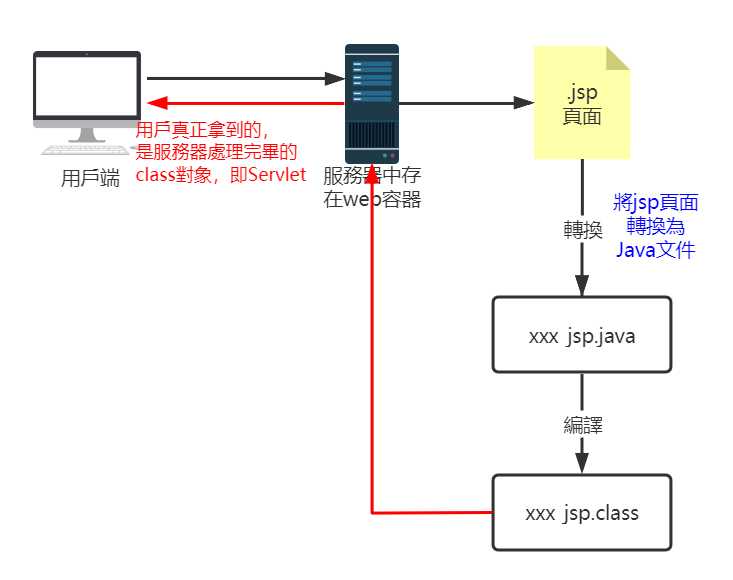 用戶端
用戶真正拿到的，
是服務器處理完畢的
class對象，即Servlet
服務器中存
在web容器
.jsp
頁面
轉換
將jsp頁面
轉換為
Java文件
xxx jsp.java
編譯
xxx jsp.class